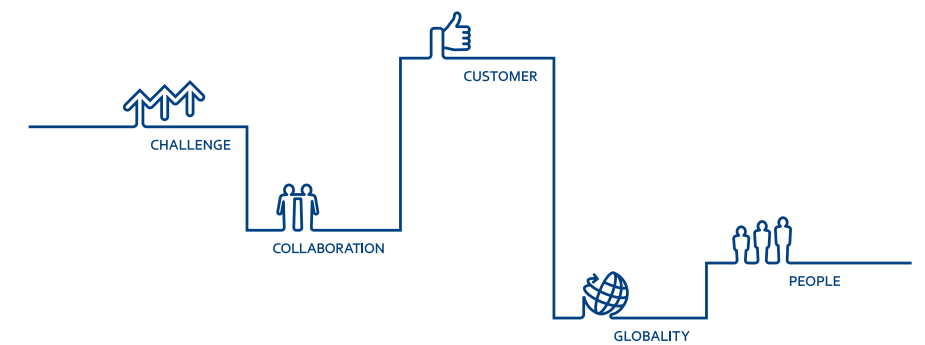 CHALLENGE
COLLABORATION
CUSTOMER
GLOBALITY
PEOPLE